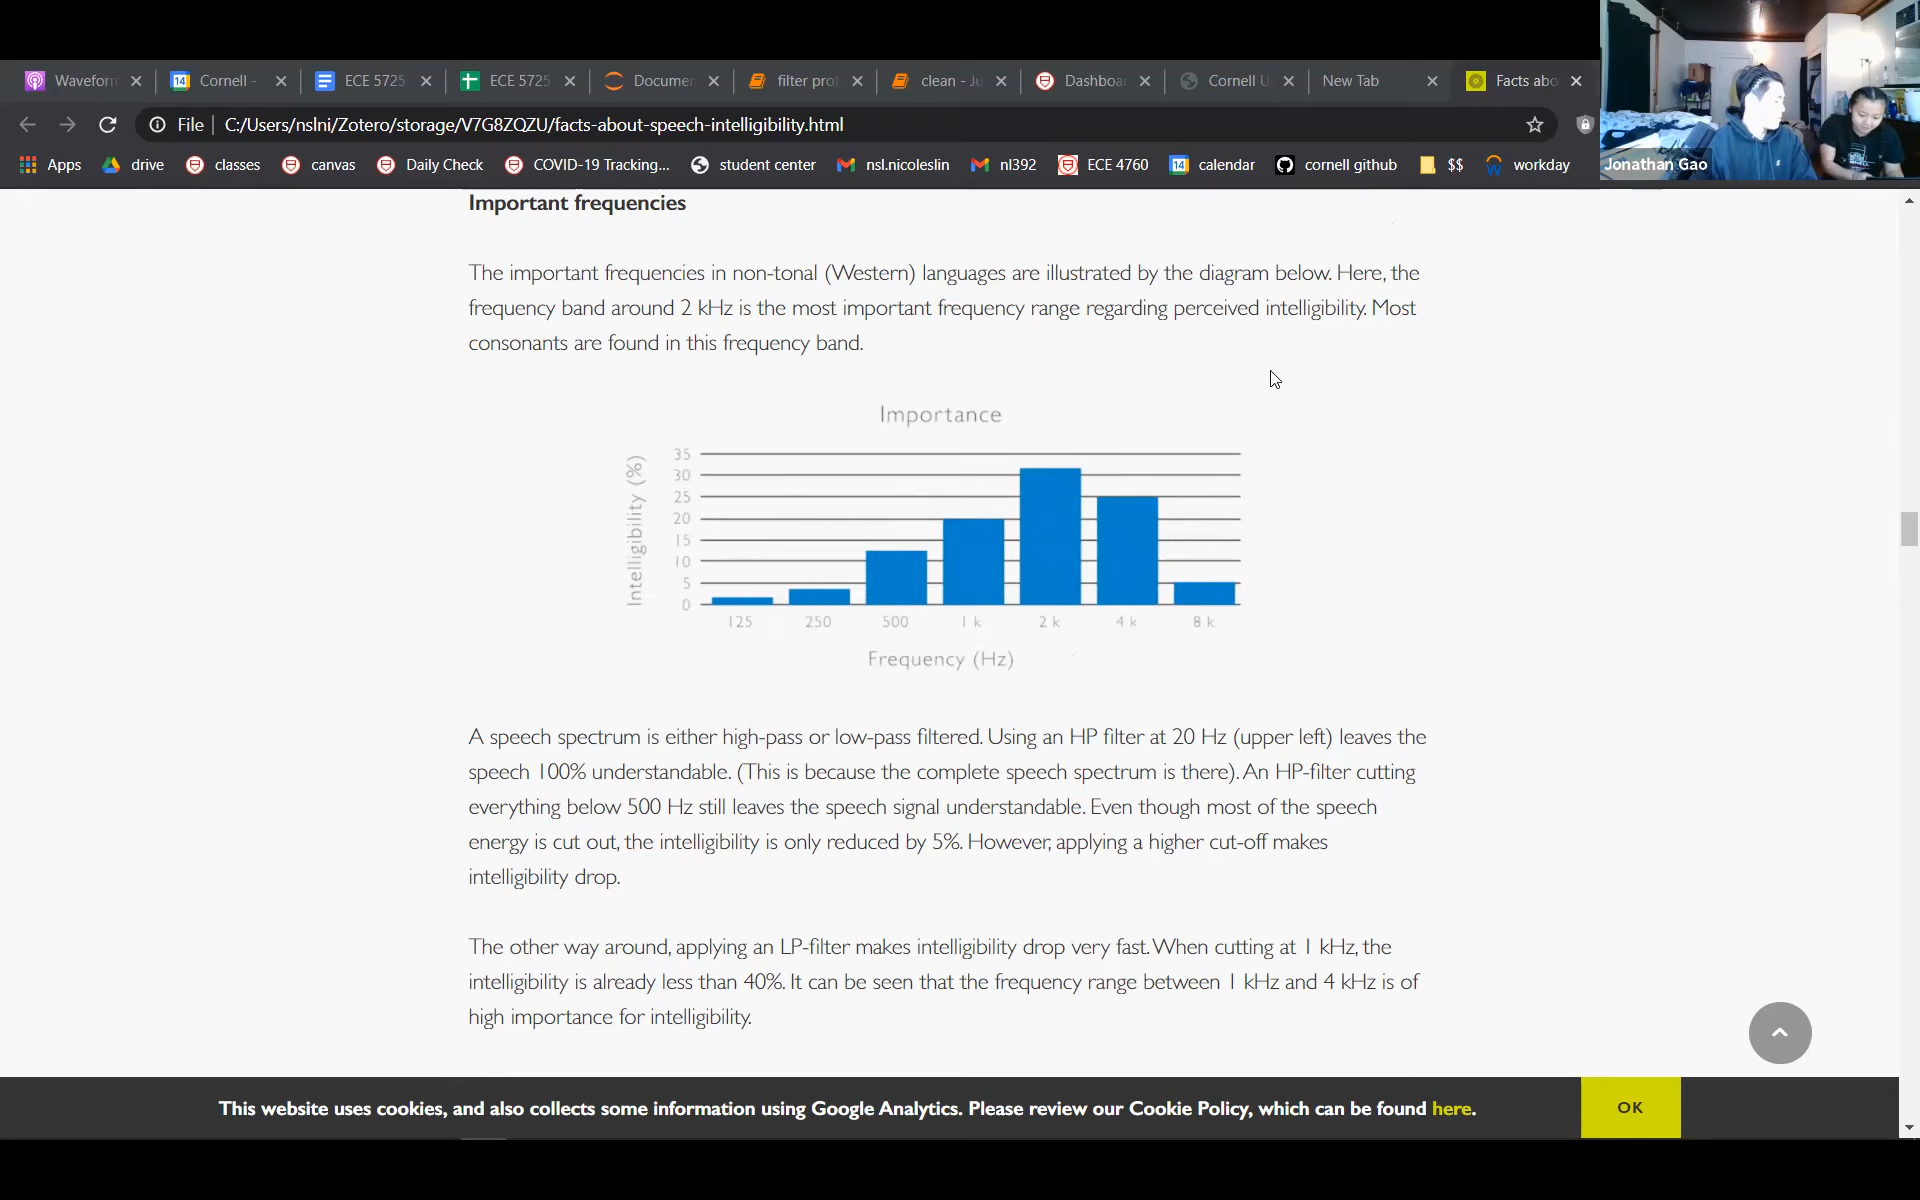 Waveform
Cornell -
ECE 5725
ECE 5725
Documen
filter prot
clean - Ju
Dashboa
Cornell U
New Tab
Facts abo
File
C:/Users/nslni/Zotero/storage/V7G8ZQZU/facts-about-speech-intelligibility.html
Apps
drive
classes
canvas
Daily Check
COVID-19 Tracking...
student center
nsl.nicoleslin
nl392
ECE 4760
14
calendar
cornell github
$$
workday
Jonathan Gao
Important frequencies
The important frequencies in non-tonal (Western) languages are illustrated by the diagram below. Here, the
frequency band around 2 kHz is the most important frequency range regarding perceived intelligibility. Most
consonants are found in this frequency band.
Importance
Intelligibility (%)
35
30
25
20
15
10
5
0
125 250 500 1 k 2 k 4 k 8 k
Frequency (Hz)
A speech spectrum is either high-pass or low-pass filtered. Using an HP filter at 20 Hz (upper left) leaves the
speech 100% understandable. (This is because the complete speech spectrum is there). An HP-filter cutting
everything below 500 Hz still leaves the speech signal understandable. Even though most of the speech
energy is cut out, the intelligibility is only reduced by 5%. However, applying a higher cut-off makes
intelligibility drop.
The other way around, applying an LP-filter makes intelligibility drop very fast. When cutting at 1 kHz, the
intelligibility is already less than 40%. It can be seen that the frequency range between 1 kHz and 4 kHz is of
high importance for intelligibility.
This website uses cookies, and also collects some information using Google Analytics. Please review our Cookie Policy, which can be found here.
OK